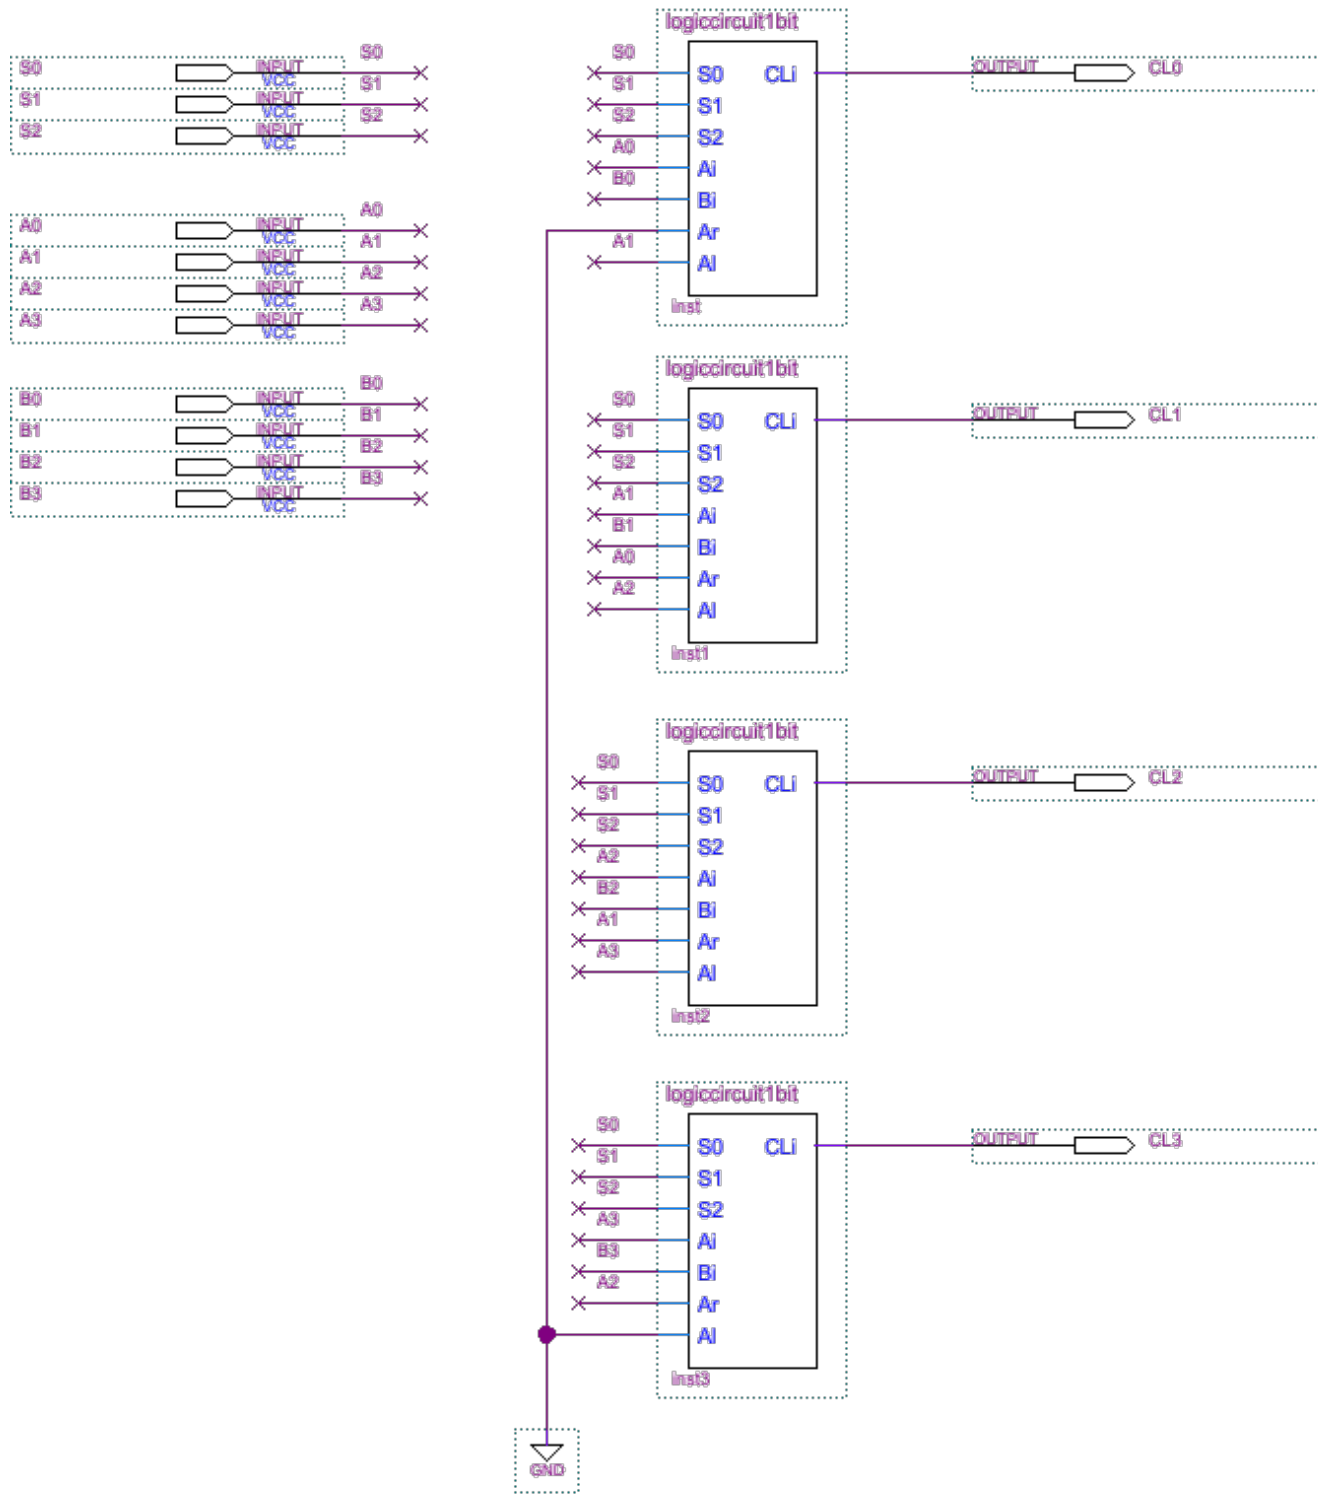 S0 INPUT VCC S0
S1 INPUT VCC S1
S2 INPUT VCC S2
A0 INPUT VCC A0
A1 INPUT VCC A1
A2 INPUT VCC A2
A3 INPUT VCC A3
B0 INPUT VCC B0
B1 INPUT VCC B1
B2 INPUT VCC B2
B3 INPUT VCC B3
logiccircuit1bit
S0 S0 CLi OUTPUT CL0
S1 S1
S2 S2
A0 Ai
B0 Bi
Ar
A1 Al
inst
logiccircuit1bit
S0 S0 CLi OUTPUT CL1
S1 S1
S2 S2
A1 Ai
B1 Bi
A0 Ar
A2 Al
inst1
logiccircuit1bit
S0 S0 CLi OUTPUT CL2
S1 S1
S2 S2
A2 Ai
B2 Bi
A1 Ar
A3 Al
inst2
logiccircuit1bit
S0 S0 CLi OUTPUT CL3
S1 S1
S2 S2
A3 Ai
B3 Bi
A2 Ar
Al
inst3
GND